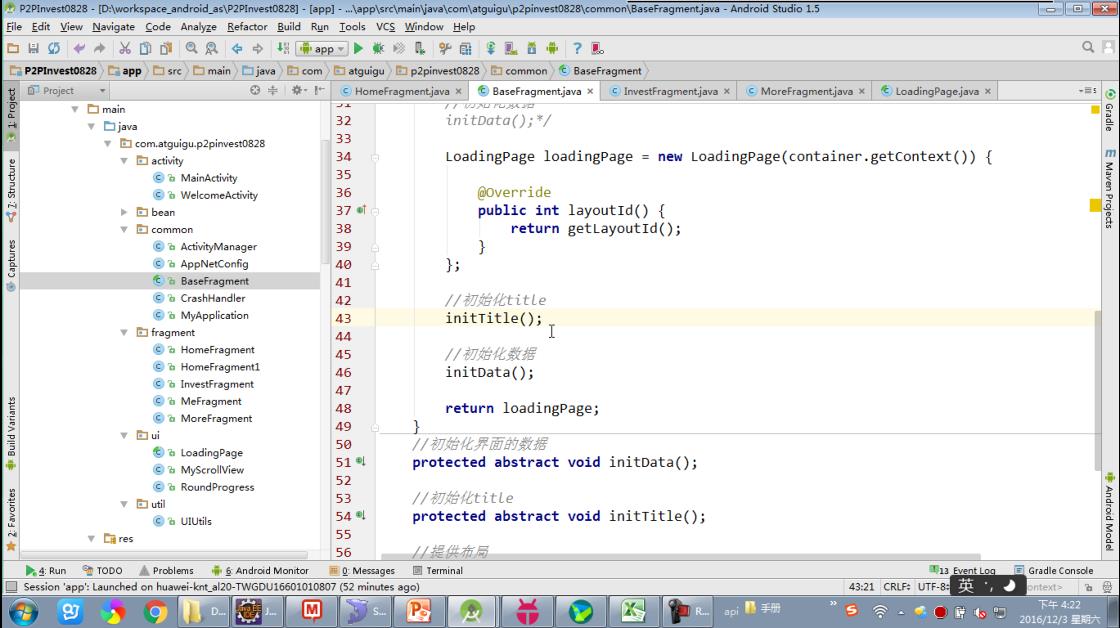 P2PInvest0828 - [D:\workspace_android_as\P2PInvest0828] - [app] - ...\app\src\main\java\com\atguigu\p2pinvest0828\common\BaseFragment.java - Android Studio 1.5
File Edit View Navigate Code Analyze Refactor Build Run Tools VCS Window Help
app
P2PInvest0828 app src main java com atguigu p2pinvest0828 common BaseFragment
Project
HomeFragment.java BaseFragment.java InvestFragment.java MoreFragment.java LoadingPage.java
1: Project
7: Structure
Captures
Build Variants
2: Favorites
main
java
com.atguigu.p2pinvest0828
activity
MainActivity
WelcomeActivity
bean
common
ActivityManager
AppNetConfig
BaseFragment
CrashHandler
MyApplication
fragment
HomeFragment
HomeFragment1
InvestFragment
MeFragment
MoreFragment
ui
LoadingPage
MyScrollView
RoundProgress
util
UIUtils
res
31 //初始化数据
32 initData();*/
33
34 LoadingPage loadingPage = new LoadingPage(container.getContext()) {
35
36 @Override
37 public int layoutId() {
38 return getLayoutId();
39 }
40 };
41
42 //初始化title
43 initTitle();
44
45 //初始化数据
46 initData();
47
48 return loadingPage;
49 }
50 //初始化界面的数据
51 protected abstract void initData();
52
53 //初始化title
54 protected abstract void initTitle();
55
56 //提供布局
Gradle
Maven Projects
Android Model
4: Run TODO Problems 6: Android Monitor 0: Messages Terminal 13 Event Log Gradle Console
Session 'app': Launched on huawei-knt_al20-TWGDU16601010807 (52 minutes ago) 43:21 CRLF UTF-8 ontext>
英
D... J... S... R... api 手册
下午 4:22
2016/12/3 星期六